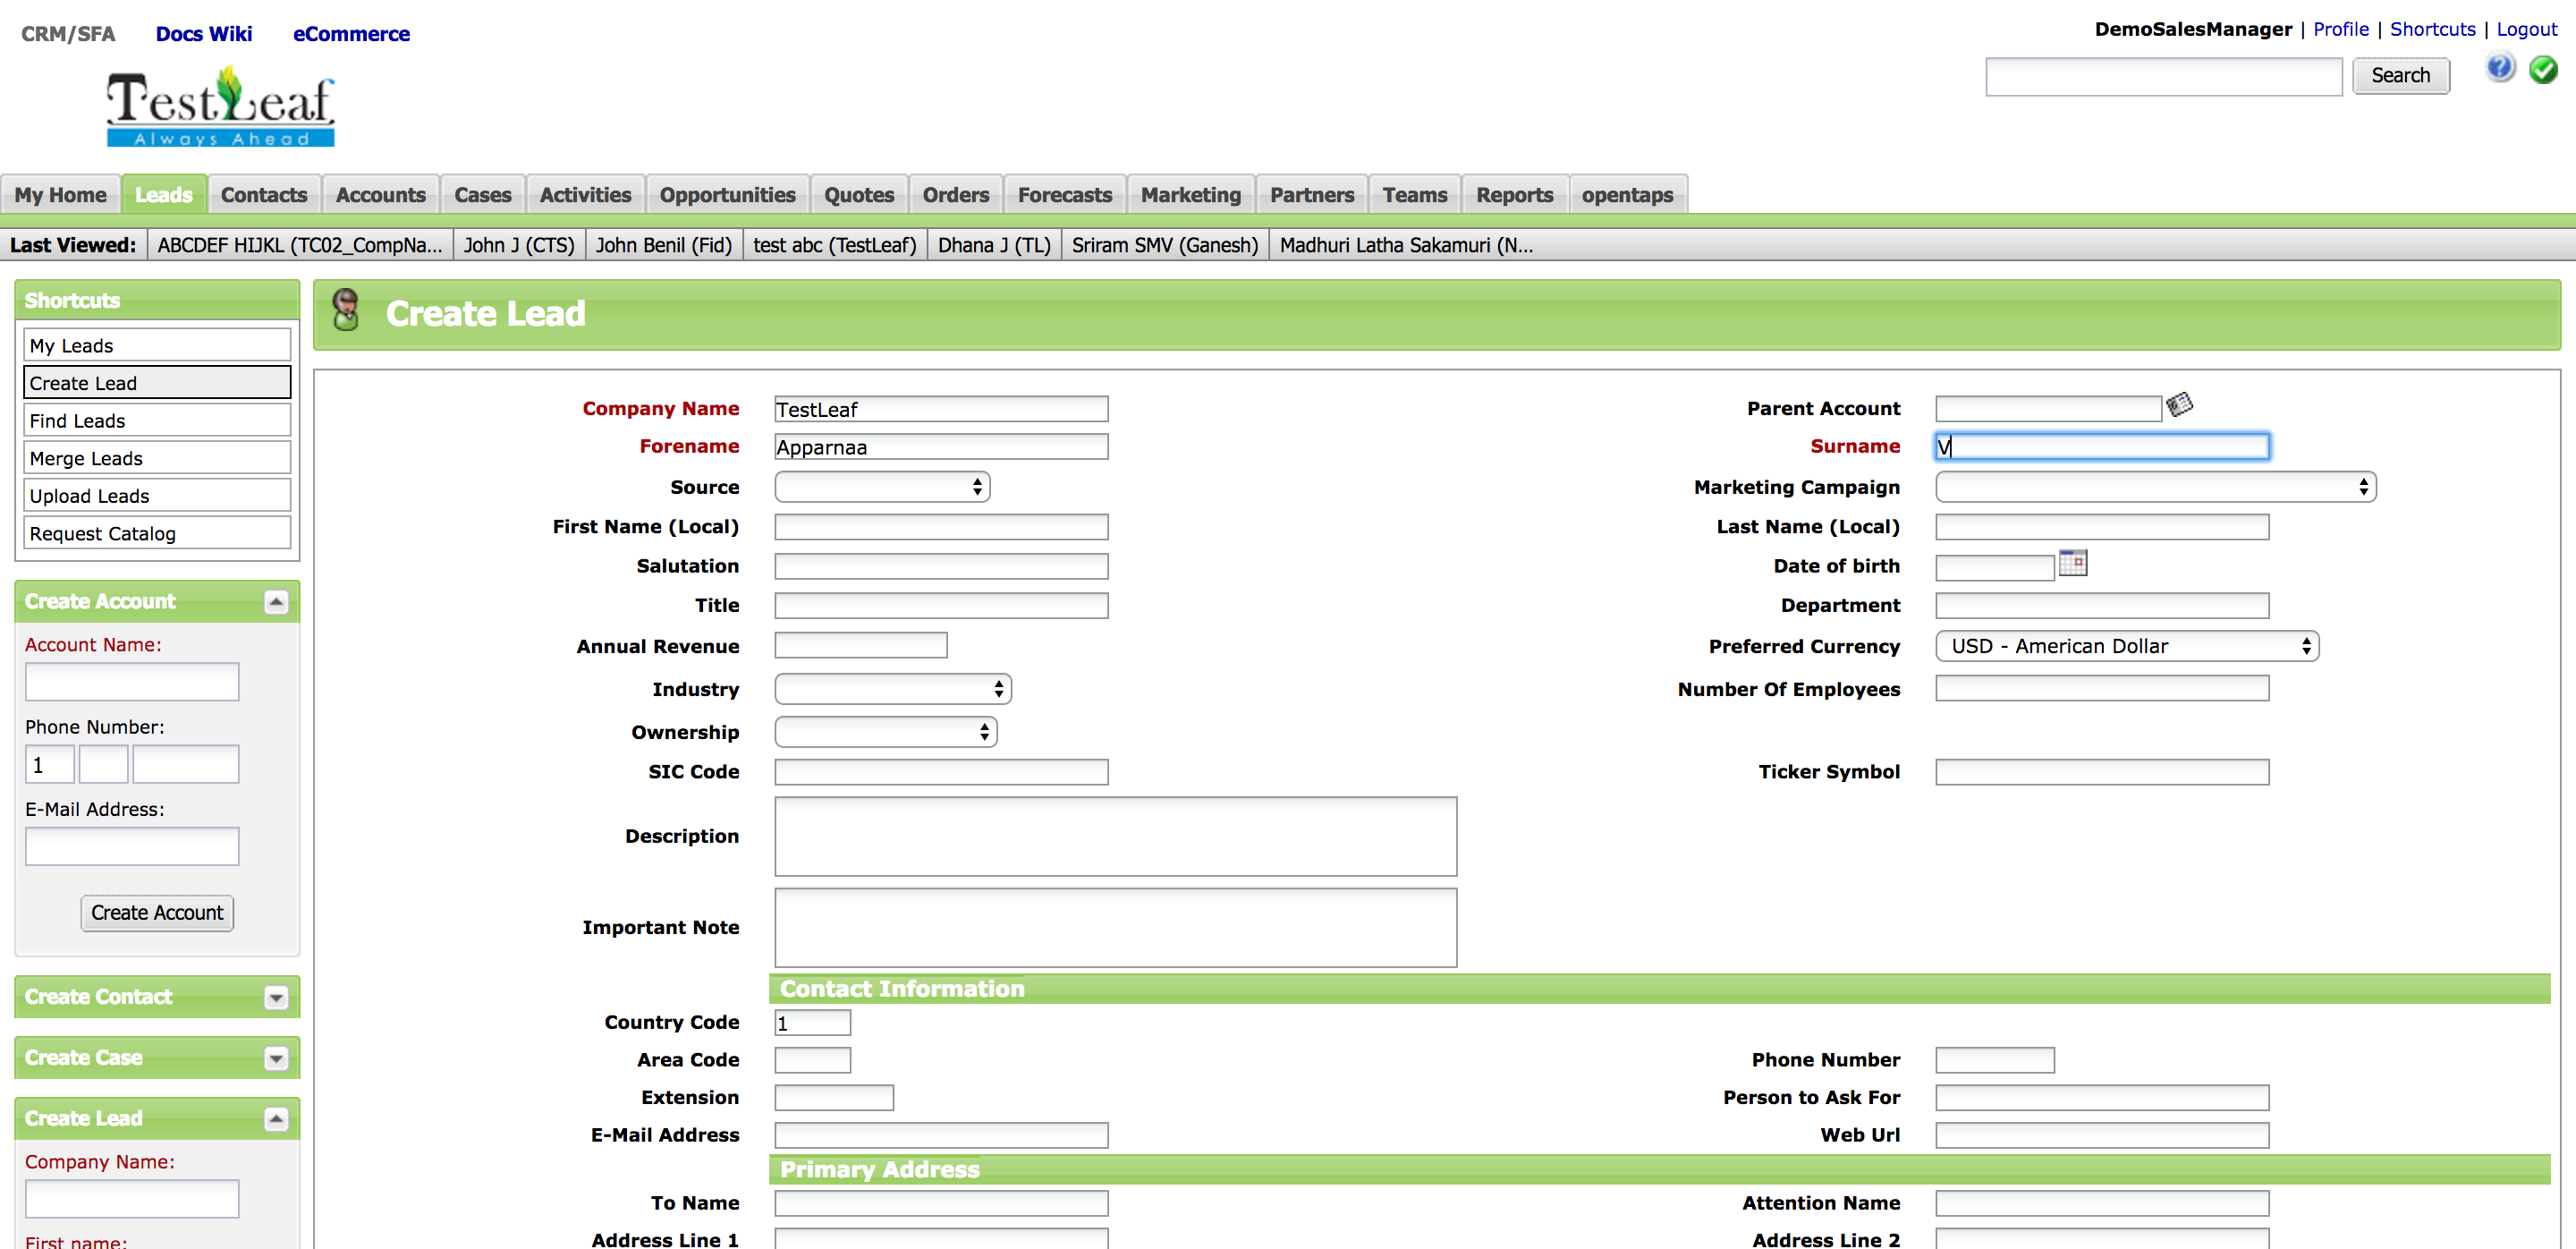 CRM/SFA Docs Wiki eCommerce
DemoSalesManager | Profile | Shortcuts | Logout
Search
TestLeaf
Always Ahead
My Home Leads Contacts Accounts Cases Activities Opportunities Quotes Orders Forecasts Marketing Partners Teams Reports opentaps
Last Viewed: ABCDEF HIJKL (TC02_CompNa... John J (CTS) John Benil (Fid) test abc (TestLeaf) Dhana J (TL) Sriram SMV (Ganesh) Madhuri Latha Sakamuri (N...
Shortcuts
My Leads
Create Lead
Find Leads
Merge Leads
Upload Leads
Request Catalog
Create Account
Account Name:
Phone Number:
1
E-Mail Address:
Create Account
Create Contact
Create Case
Create Lead
Company Name:
First name:
Create Lead
Company Name TestLeaf Parent Account
Forename Apparnaa Surname V
Source Marketing Campaign
First Name (Local) Last Name (Local)
Salutation Date of birth
Title Department
Annual Revenue Preferred Currency USD - American Dollar
Industry Number Of Employees
Ownership
SIC Code Ticker Symbol
Description
Important Note
Contact Information
Country Code 1
Area Code Phone Number
Extension Person to Ask For
E-Mail Address Web Url
Primary Address
To Name Attention Name
Address Line 1 Address Line 2